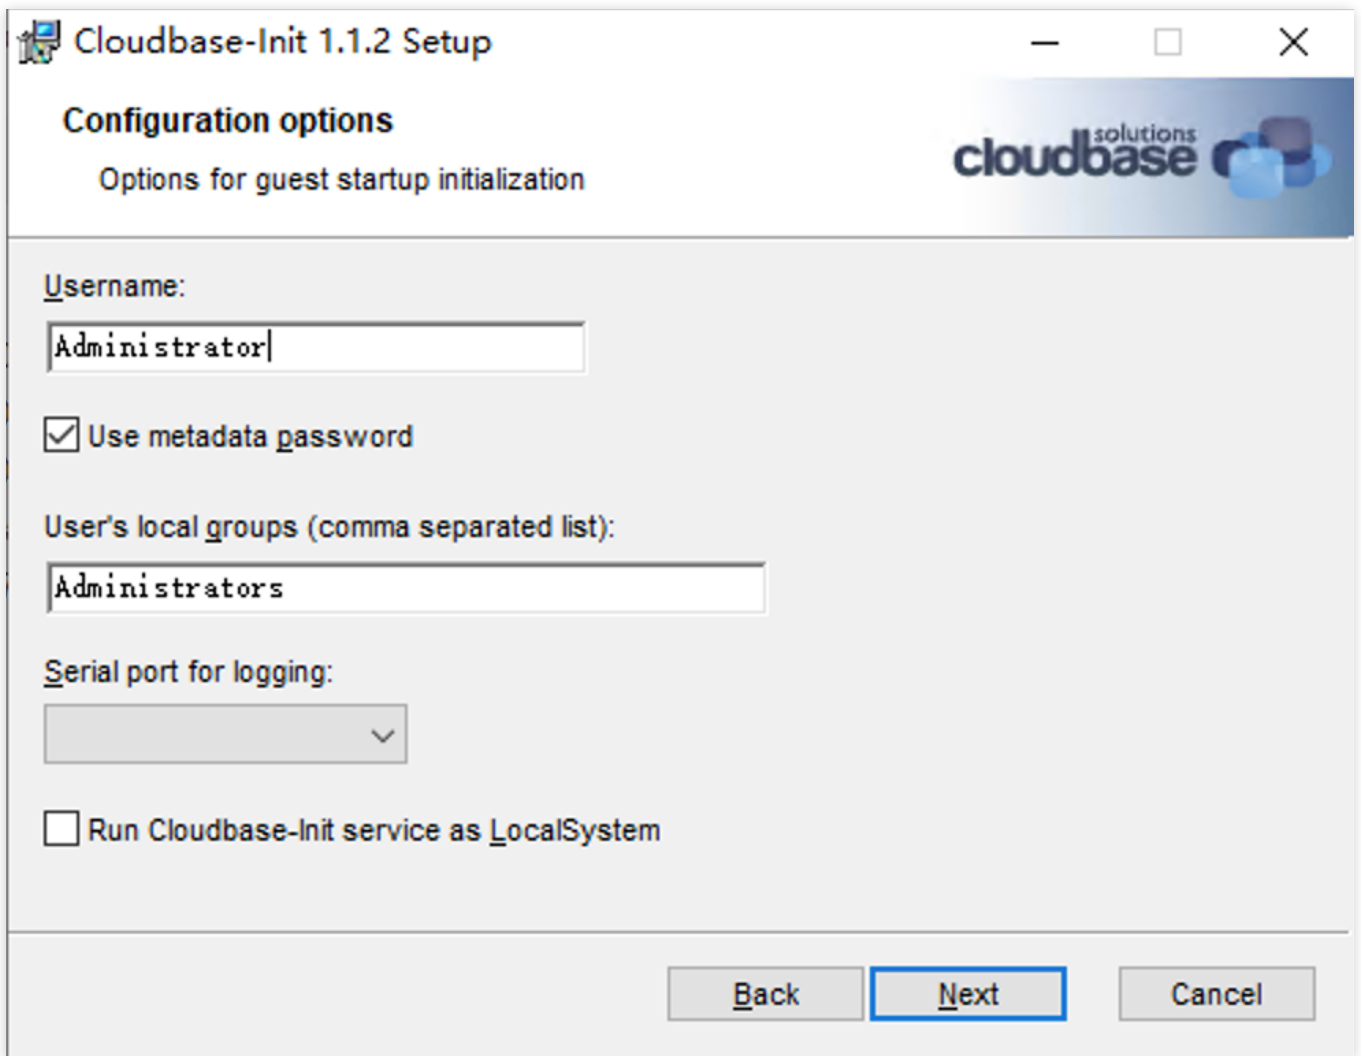 Cloudbase-Init 1.1.2 Setup
Configuration options
Options for guest startup initialization
solutions
cloudbase
Username:
Administrator
Use metadata password
User's local groups (comma separated list):
Administrators
Serial port for logging:
Run Cloudbase-Init service as LocalSystem
Back Next Cancel